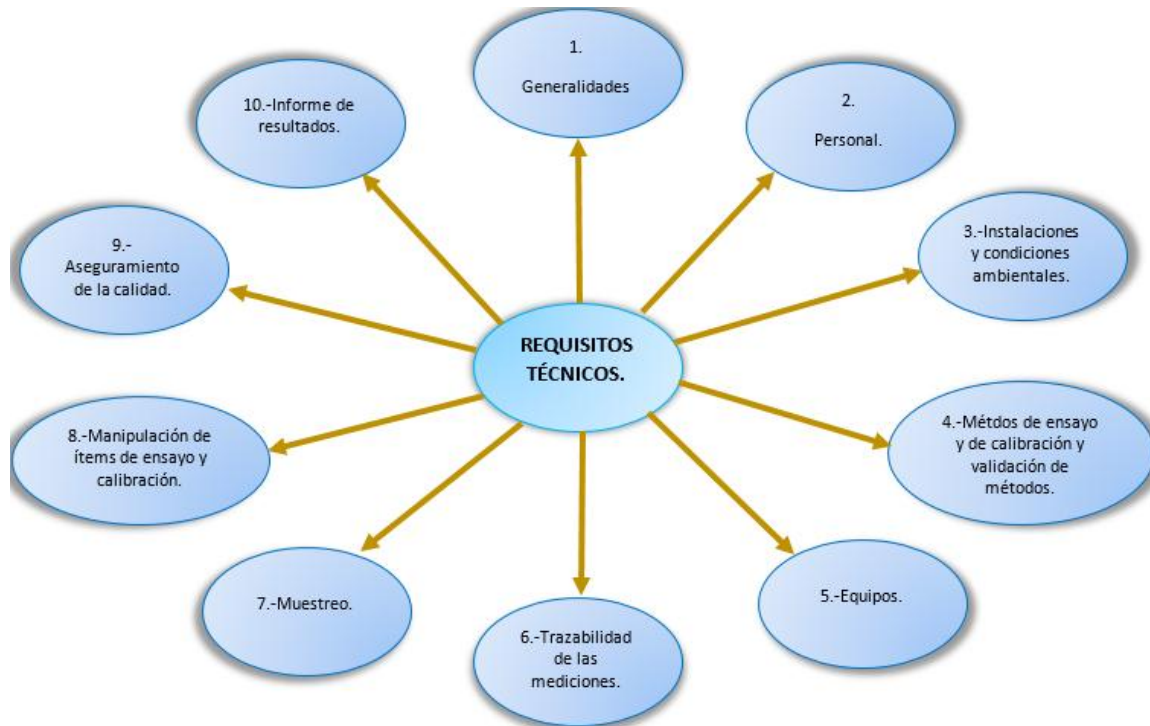 1.
Generalidades
2.
Personal.
3.-Instalaciones
y condiciones
ambientales.
4.-Métdos de ensayo
y de calibración y
validación de
métodos.
5.-Equipos.
6.-Trazabilidad
de las
mediciones.
7.-Muestreo.
8.-Manipulación de
ítems de ensayo y
calibración.
9.-
Aseguramiento
de la calidad.
10.-Informe de
resultados.
REQUISITOS
TÉCNICOS.